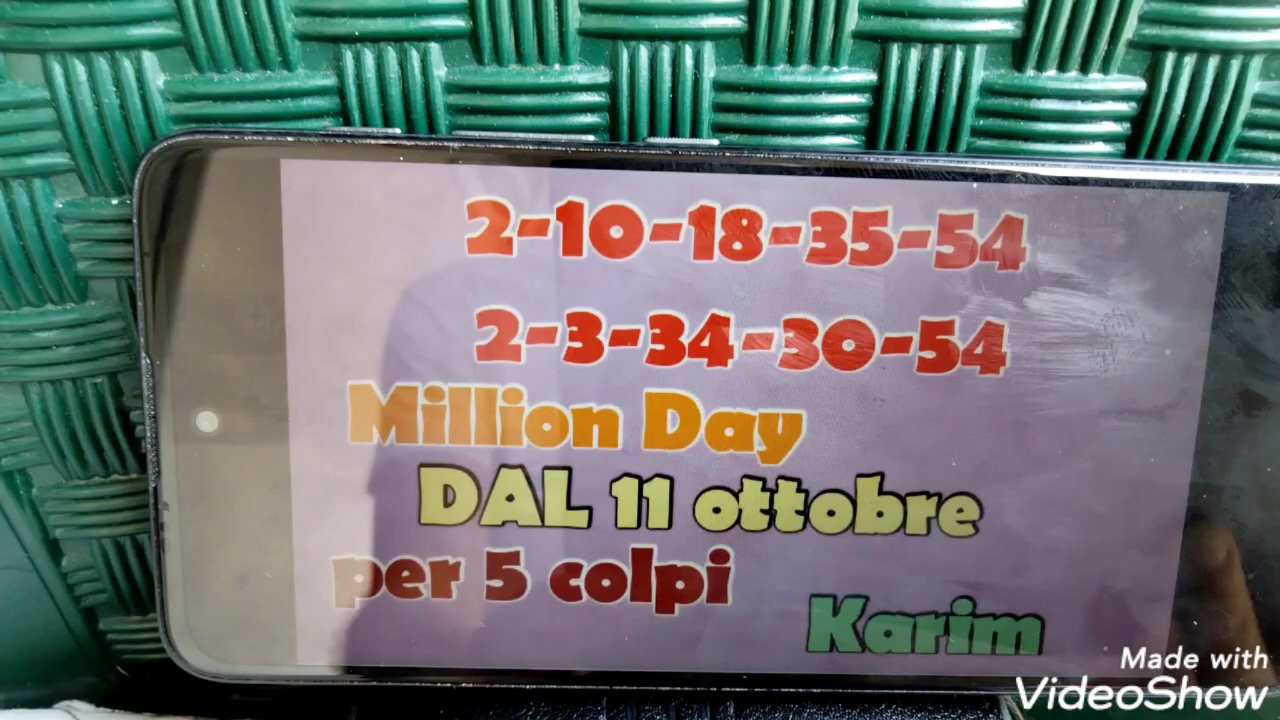 2-10-18-35-54
2-3-34-30-54
Million Day
DAL 11 ottobre
per 5 colpi
Karim
Made with
VideoShow